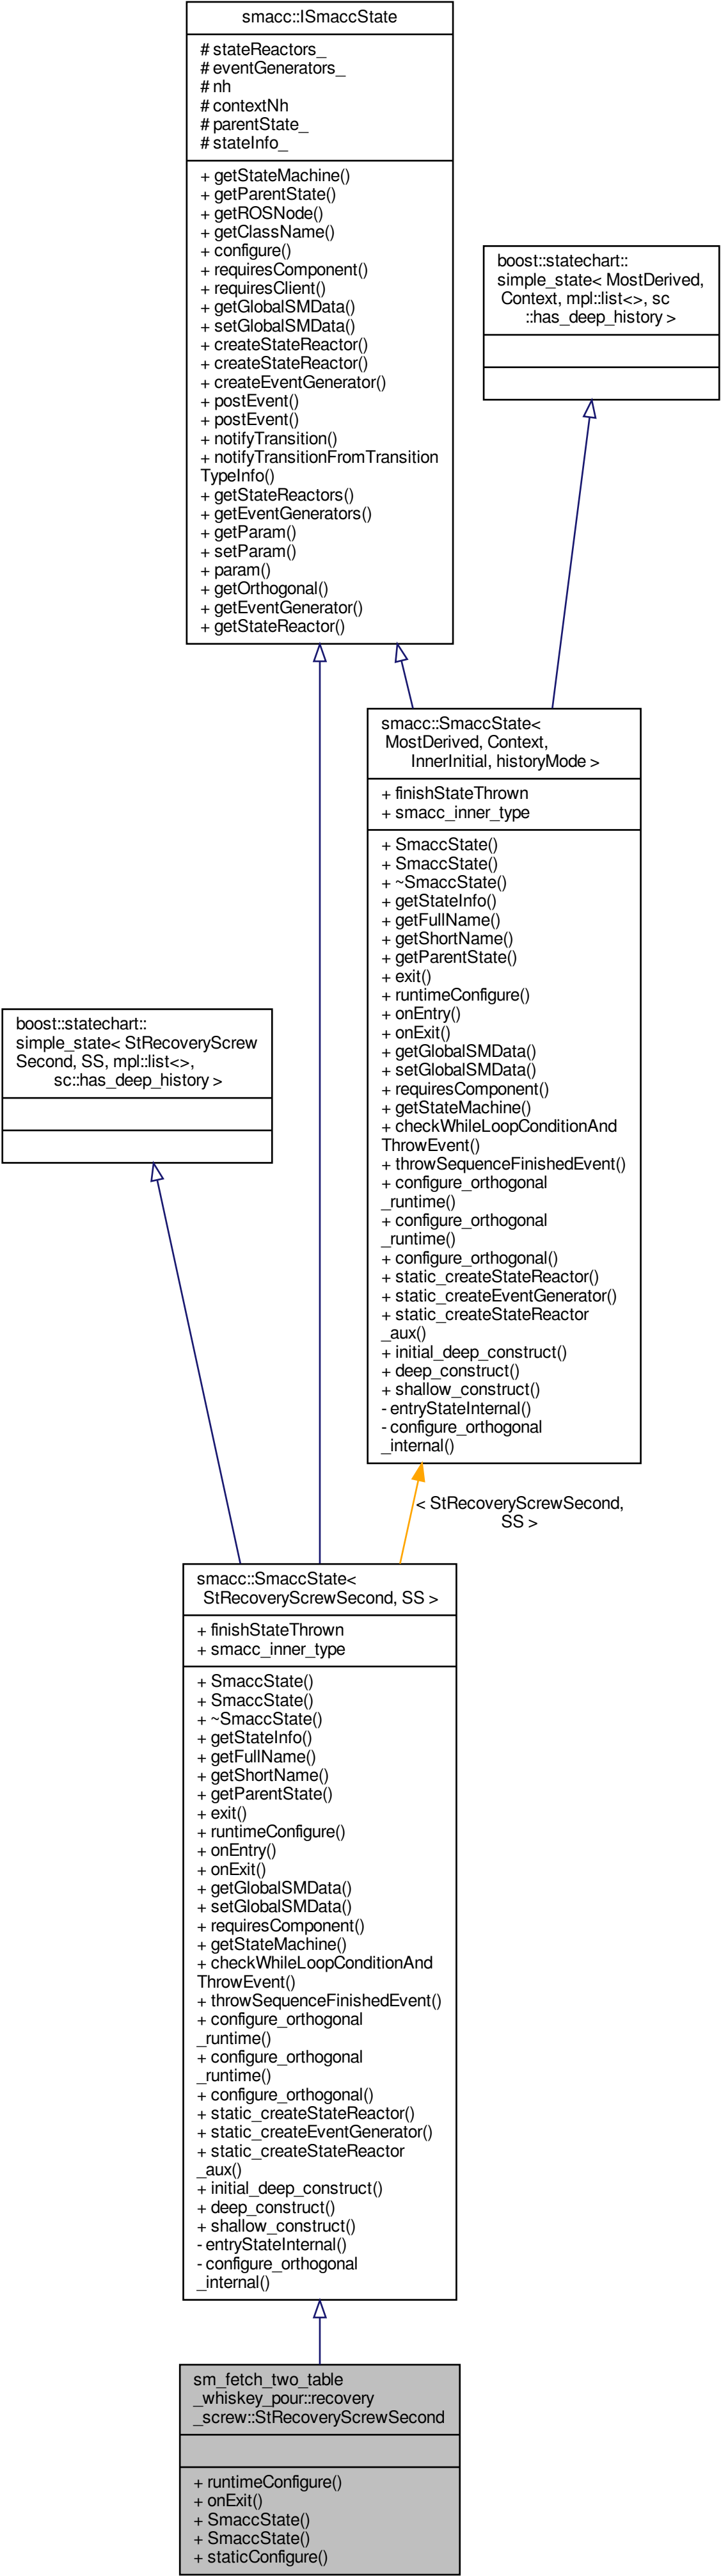 smacc::ISmaccState
# stateReactors_
# eventGenerators_
# nh
# contextNh
# parentState_
# stateInfo_
+ getStateMachine()
+ getParentState()
+ getROSNode()
+ getClassName()
+ configure()
+ requiresComponent()
+ requiresClient()
+ getGlobalSMData()
+ setGlobalSMData()
+ createStateReactor()
+ createStateReactor()
+ createEventGenerator()
+ postEvent()
+ postEvent()
+ notifyTransition()
+ notifyTransitionFromTransition
TypeInfo()
+ getStateReactors()
+ getEventGenerators()
+ getParam()
+ setParam()
+ param()
+ getOrthogonal()
+ getEventGenerator()
+ getStateReactor()
boost::statechart::
simple_state< MostDerived,
Context, mpl::list<>, sc
::has_deep_history >
smacc::SmaccState<
MostDerived, Context,
InnerInitial, historyMode >
+ finishStateThrown
+ smacc_inner_type
+ SmaccState()
+ SmaccState()
+ ~SmaccState()
+ getStateInfo()
+ getFullName()
+ getShortName()
+ getParentState()
+ exit()
+ runtimeConfigure()
+ onEntry()
+ onExit()
+ getGlobalSMData()
+ setGlobalSMData()
+ requiresComponent()
+ getStateMachine()
+ checkWhileLoopConditionAnd
ThrowEvent()
+ throwSequenceFinishedEvent()
+ configure_orthogonal
_runtime()
+ configure_orthogonal
_runtime()
+ configure_orthogonal()
+ static_createStateReactor()
+ static_createEventGenerator()
+ static_createStateReactor
_aux()
+ initial_deep_construct()
+ deep_construct()
+ shallow_construct()
- entryStateInternal()
- configure_orthogonal
_internal()
boost::statechart::
simple_state< StRecoveryScrew
Second, SS, mpl::list<>,
sc::has_deep_history >
< StRecoveryScrewSecond,
SS >
smacc::SmaccState<
StRecoveryScrewSecond, SS >
+ finishStateThrown
+ smacc_inner_type
+ SmaccState()
+ SmaccState()
+ ~SmaccState()
+ getStateInfo()
+ getFullName()
+ getShortName()
+ getParentState()
+ exit()
+ runtimeConfigure()
+ onEntry()
+ onExit()
+ getGlobalSMData()
+ setGlobalSMData()
+ requiresComponent()
+ getStateMachine()
+ checkWhileLoopConditionAnd
ThrowEvent()
+ throwSequenceFinishedEvent()
+ configure_orthogonal
_runtime()
+ configure_orthogonal
_runtime()
+ configure_orthogonal()
+ static_createStateReactor()
+ static_createEventGenerator()
+ static_createStateReactor
_aux()
+ initial_deep_construct()
+ deep_construct()
+ shallow_construct()
- entryStateInternal()
- configure_orthogonal
_internal()
sm_fetch_two_table
_whiskey_pour::recovery
_screw::StRecoveryScrewSecond
+ runtimeConfigure()
+ onExit()
+ SmaccState()
+ SmaccState()
+ staticConfigure()